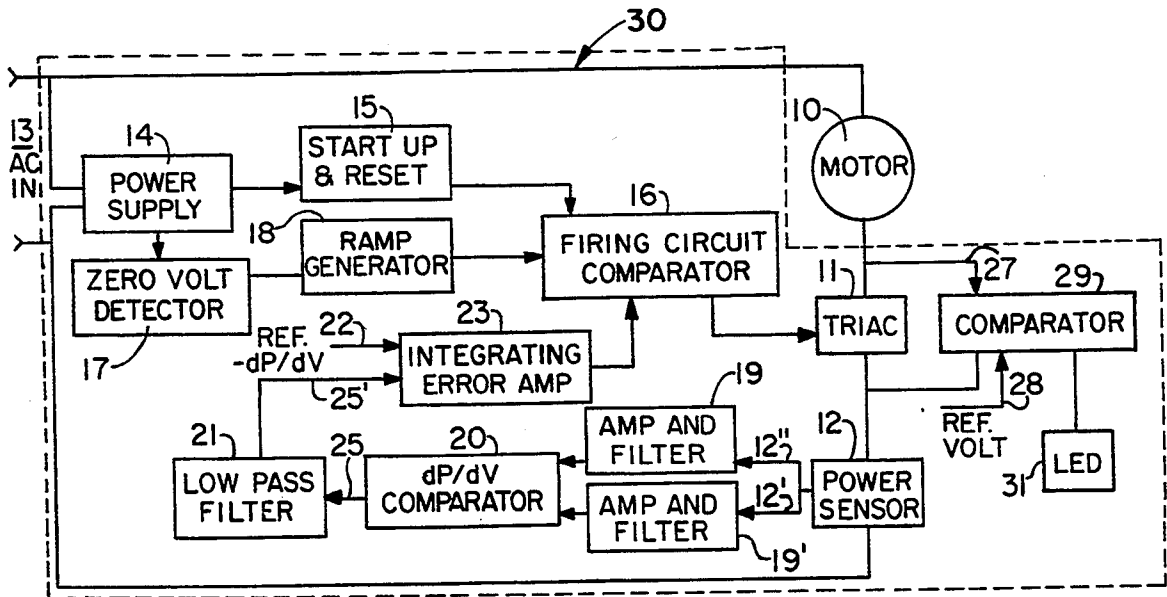 30
13
AC
IN
14
POWER
SUPPLY
15
START UP
& RESET
10
MOTOR
18
RAMP
GENERATOR
16
FIRING CIRCUIT
COMPARATOR
ZERO VOLT
DETECTOR
17
11
TRIAC
27
29
COMPARATOR
REF.
-dP/dV
22
23
INTEGRATING
ERROR AMP
25'
28
REF.
VOLT
21
LOW PASS
FILTER
25
20
dP/dV
COMPARATOR
19
AMP AND
FILTER
12"
12'
AMP AND
FILTER
19'
12
POWER
SENSOR
31
LED